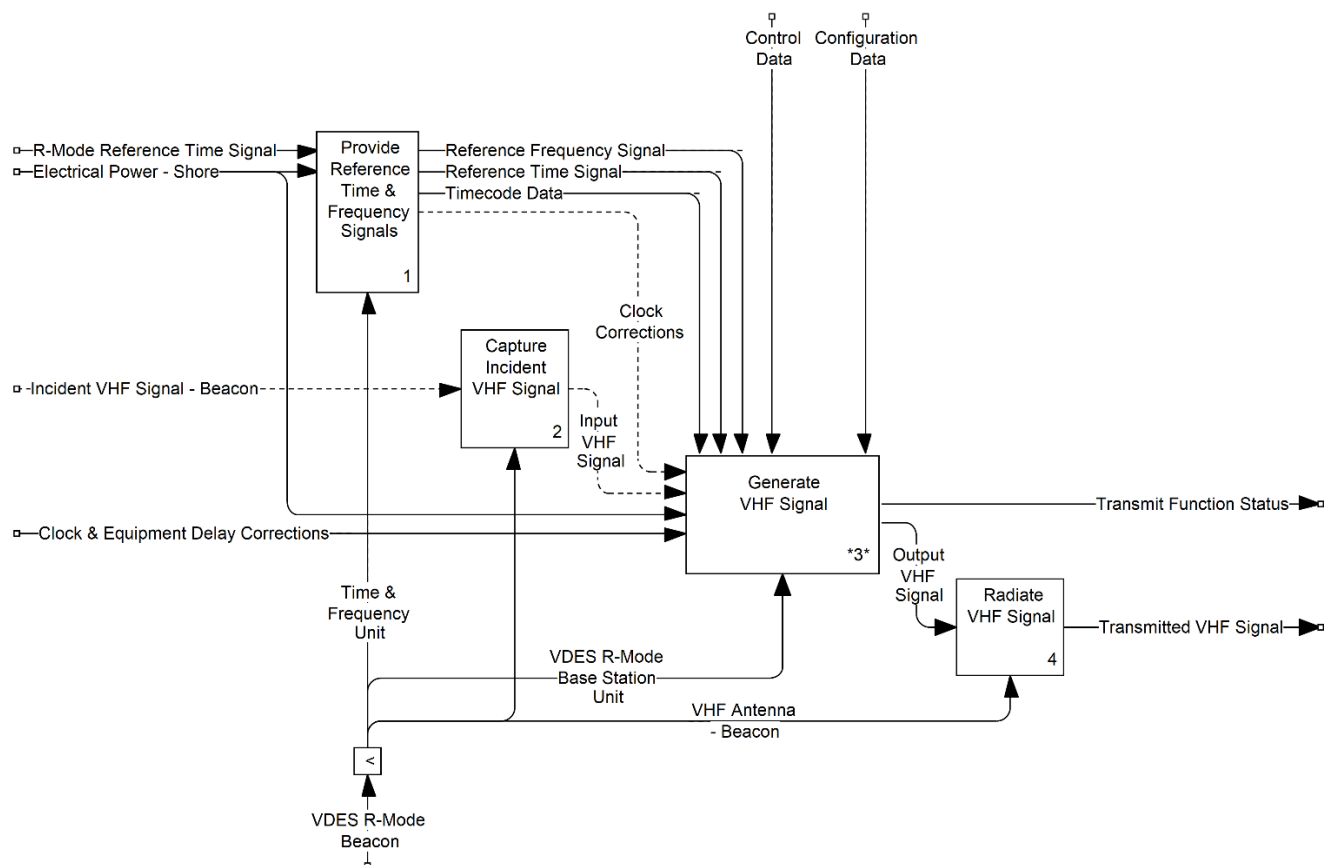 Control
Data
Configuration
Data
R-Mode Reference Time Signal
Electrical Power - Shore
Provide
Reference
Time &
Frequency
Signals
1
Reference Frequency Signal
Reference Time Signal
Timecode Data
Clock
Corrections
Incident VHF Signal - Beacon
Capture
Incident
VHF Signal
2
Input
VHF
Signal
Generate
VHF Signal
*3*
Clock & Equipment Delay Corrections
Transmit Function Status
Output
VHF
Signal
Radiate
VHF Signal
4
Transmitted VHF Signal
Time &
Frequency
Unit
VDES R-Mode
Base Station
Unit
VHF Antenna
- Beacon
<
VDES R-Mode
Beacon